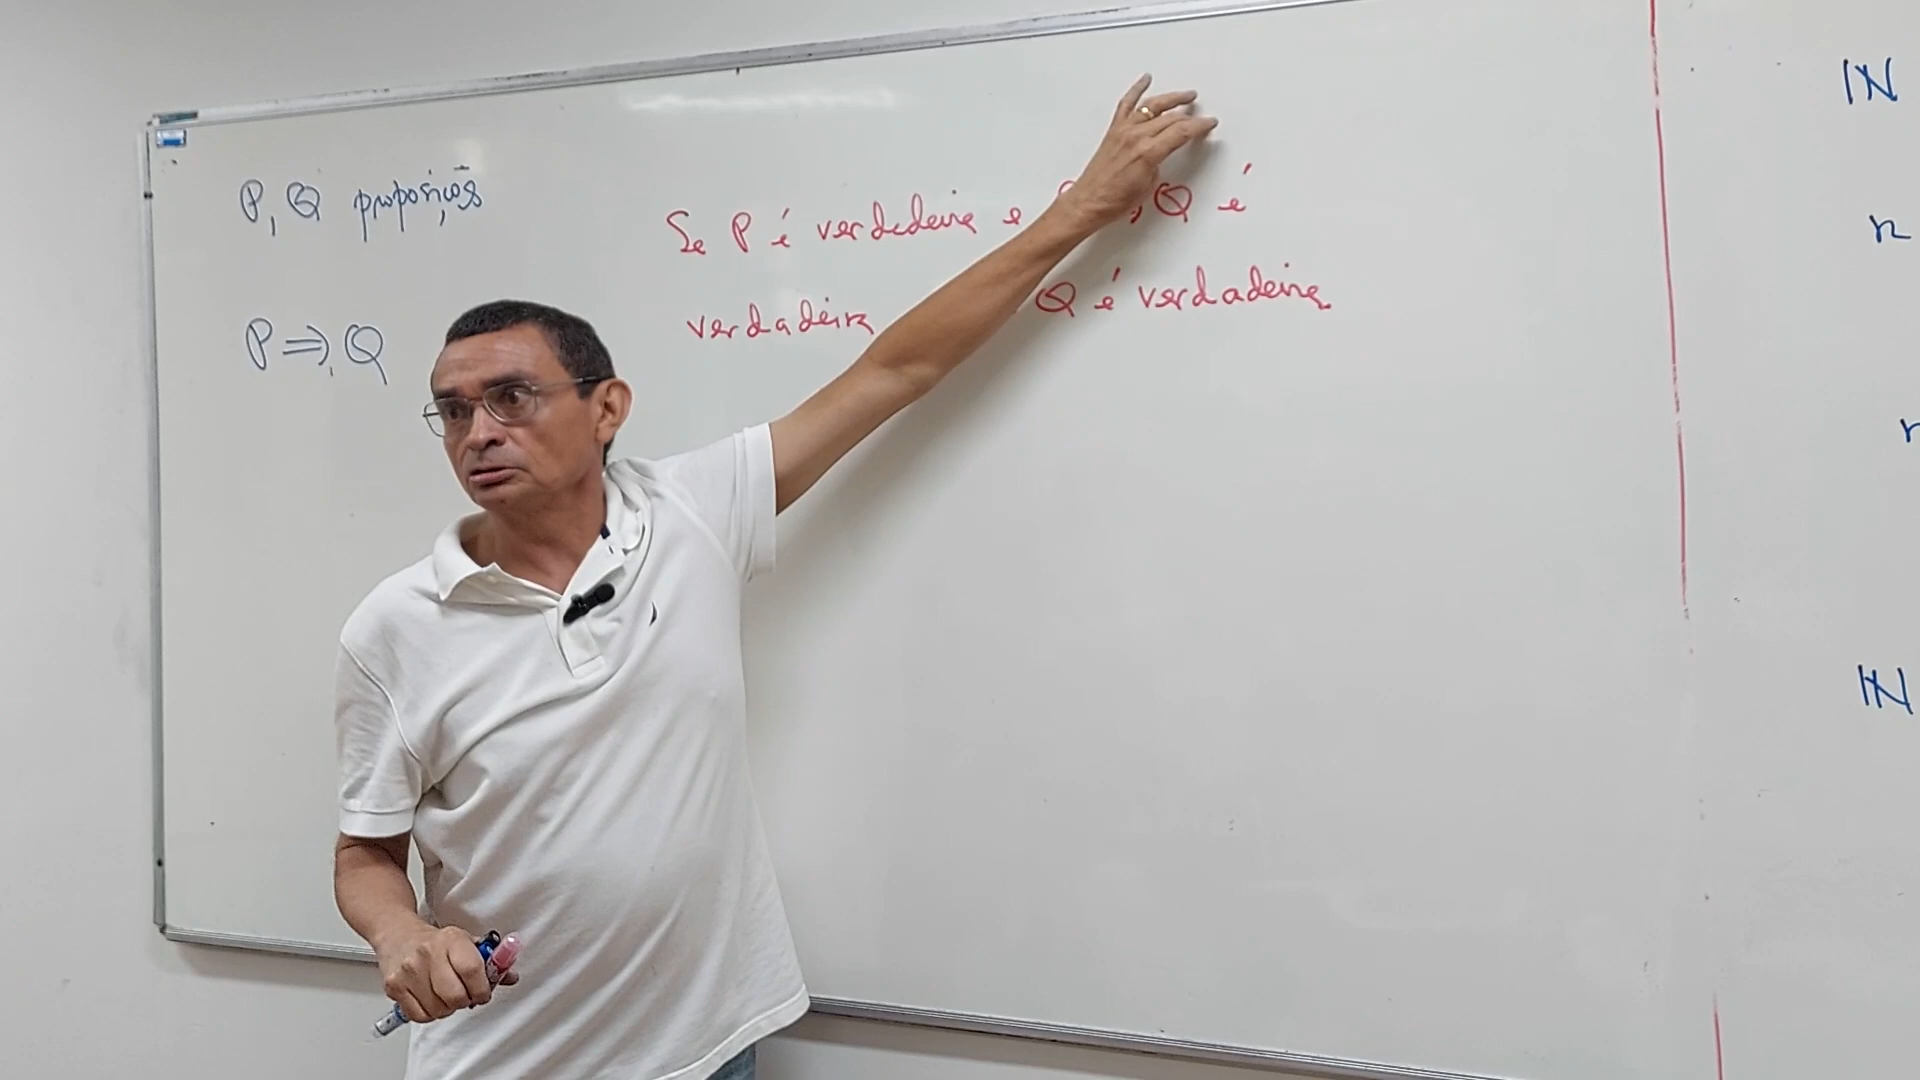 P, Q proposições
P ⇒ Q
Se P é verdadeira e Q é
verdadeira Q é verdadeira
IN
n
IN